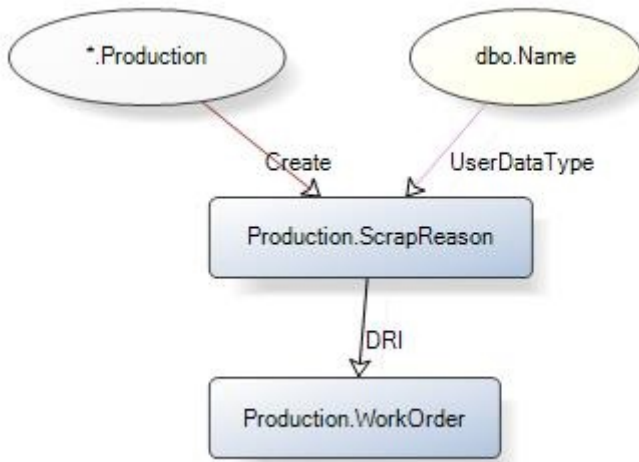 *.Production
dbo.Name
Create
UserDataType
Production.ScrapReason
DRI
Production.WorkOrder